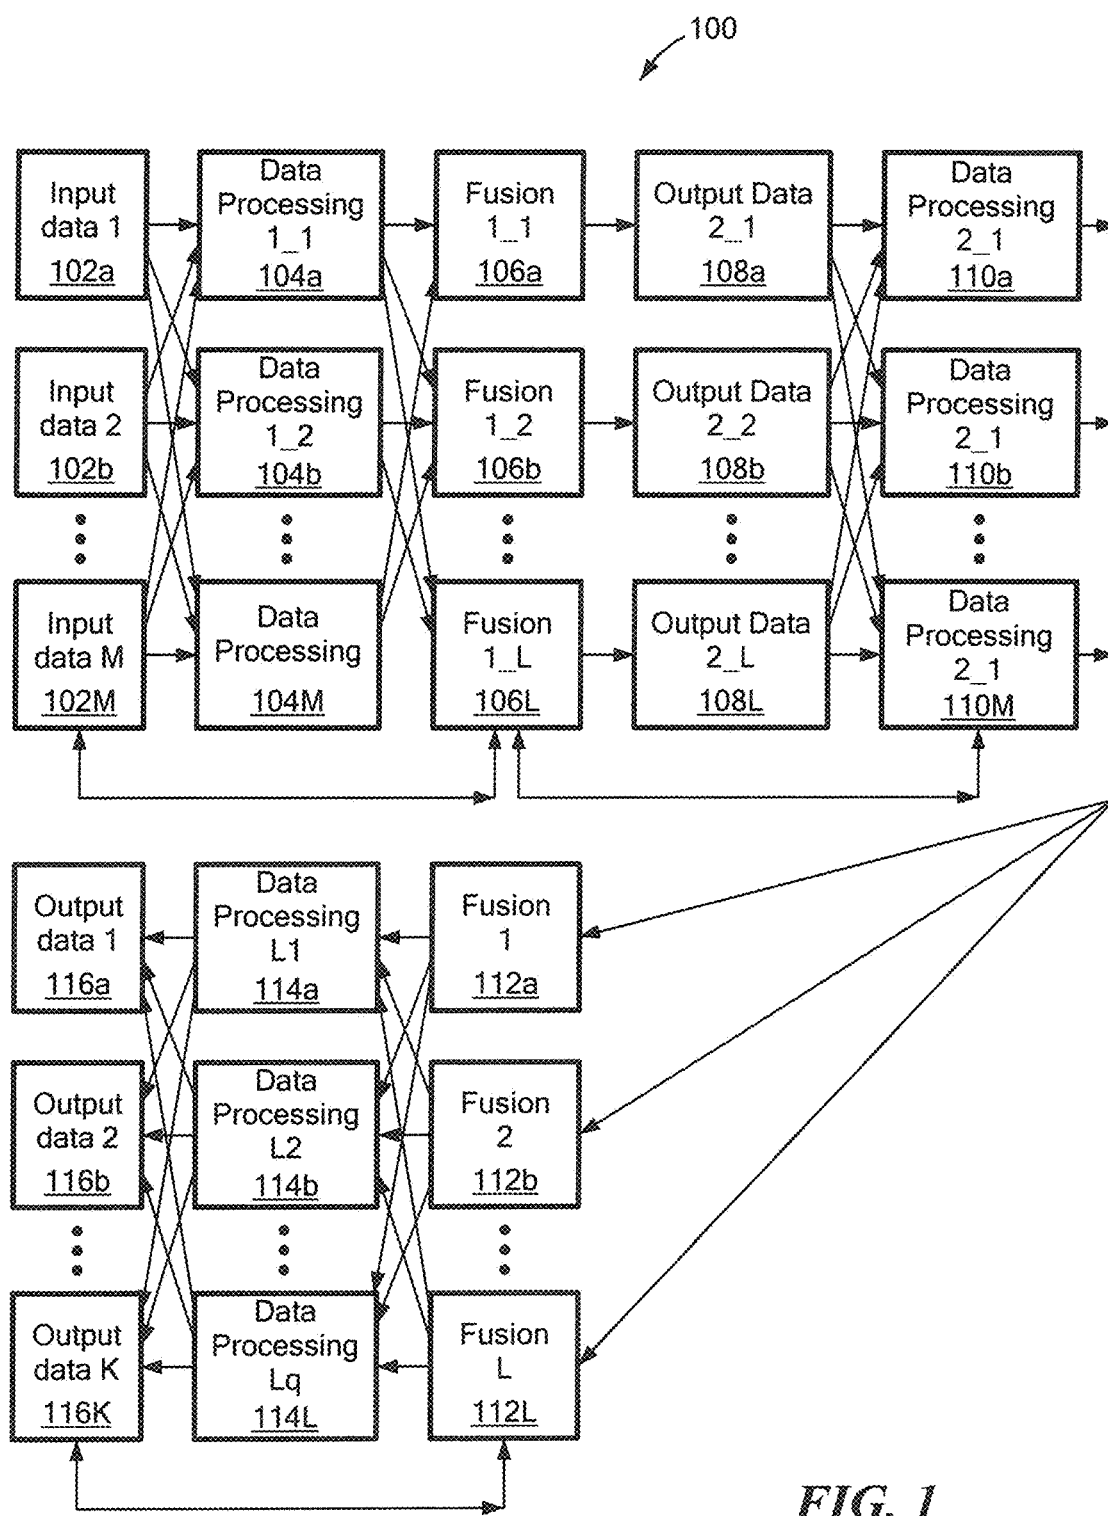 100
Input
data 1
102a
Data
Processing
1_1
104a
Fusion
1_1
106a
Output Data
2_1
108a
Data
Processing
2_1
110a
Input
data 2
102b
Data
Processing
1_2
104b
Fusion
1_2
106b
Output Data
2_2
108b
Data
Processing
2_1
110b
Input
data M
102M
Data
Processing
104M
Fusion
1_L
106L
Output Data
2_L
108L
Data
Processing
2_1
110M
Output
data 1
116a
Data
Processing
L1
114a
Fusion
1
112a
Output
data 2
116b
Data
Processing
L2
114b
Fusion
2
112b
Output
data K
116K
Data
Processing
Lq
114L
Fusion
L
112L
FIG. 1